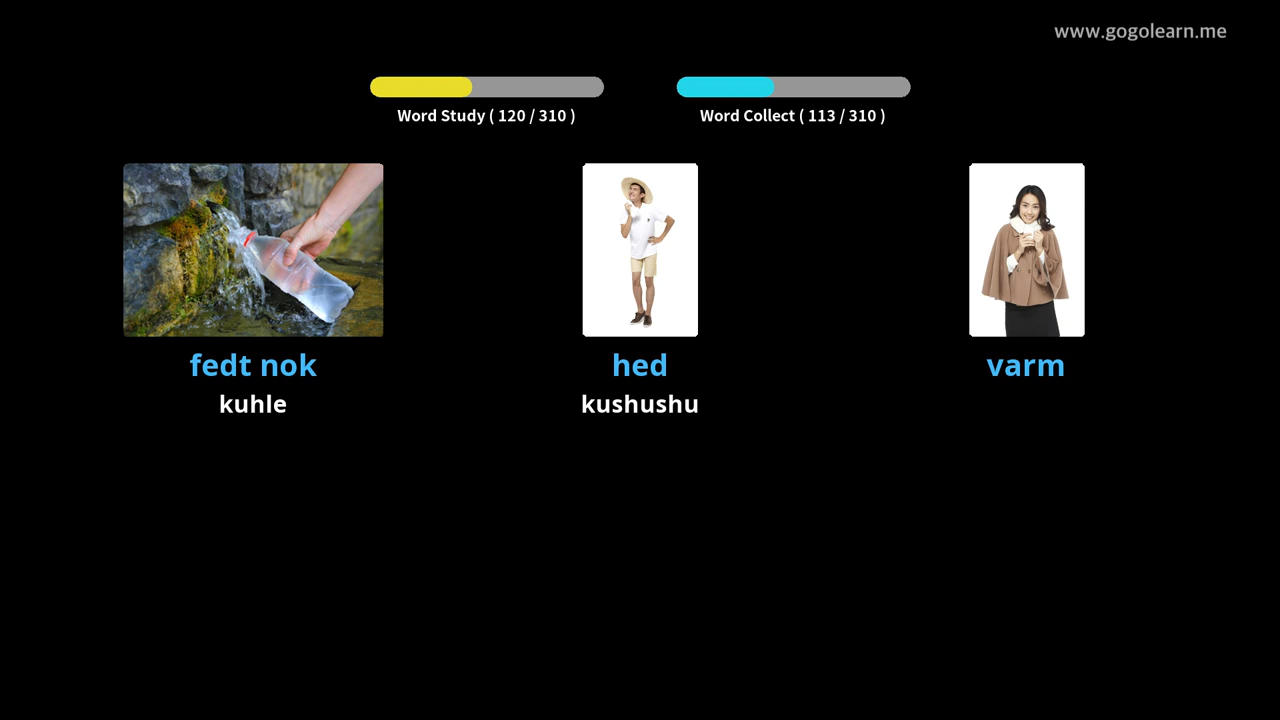 www.gogolearn.me
Word Study ( 120 / 310 )
Word Collect ( 113 / 310 )
fedt nok
hed
varm
kuhle
kushushu